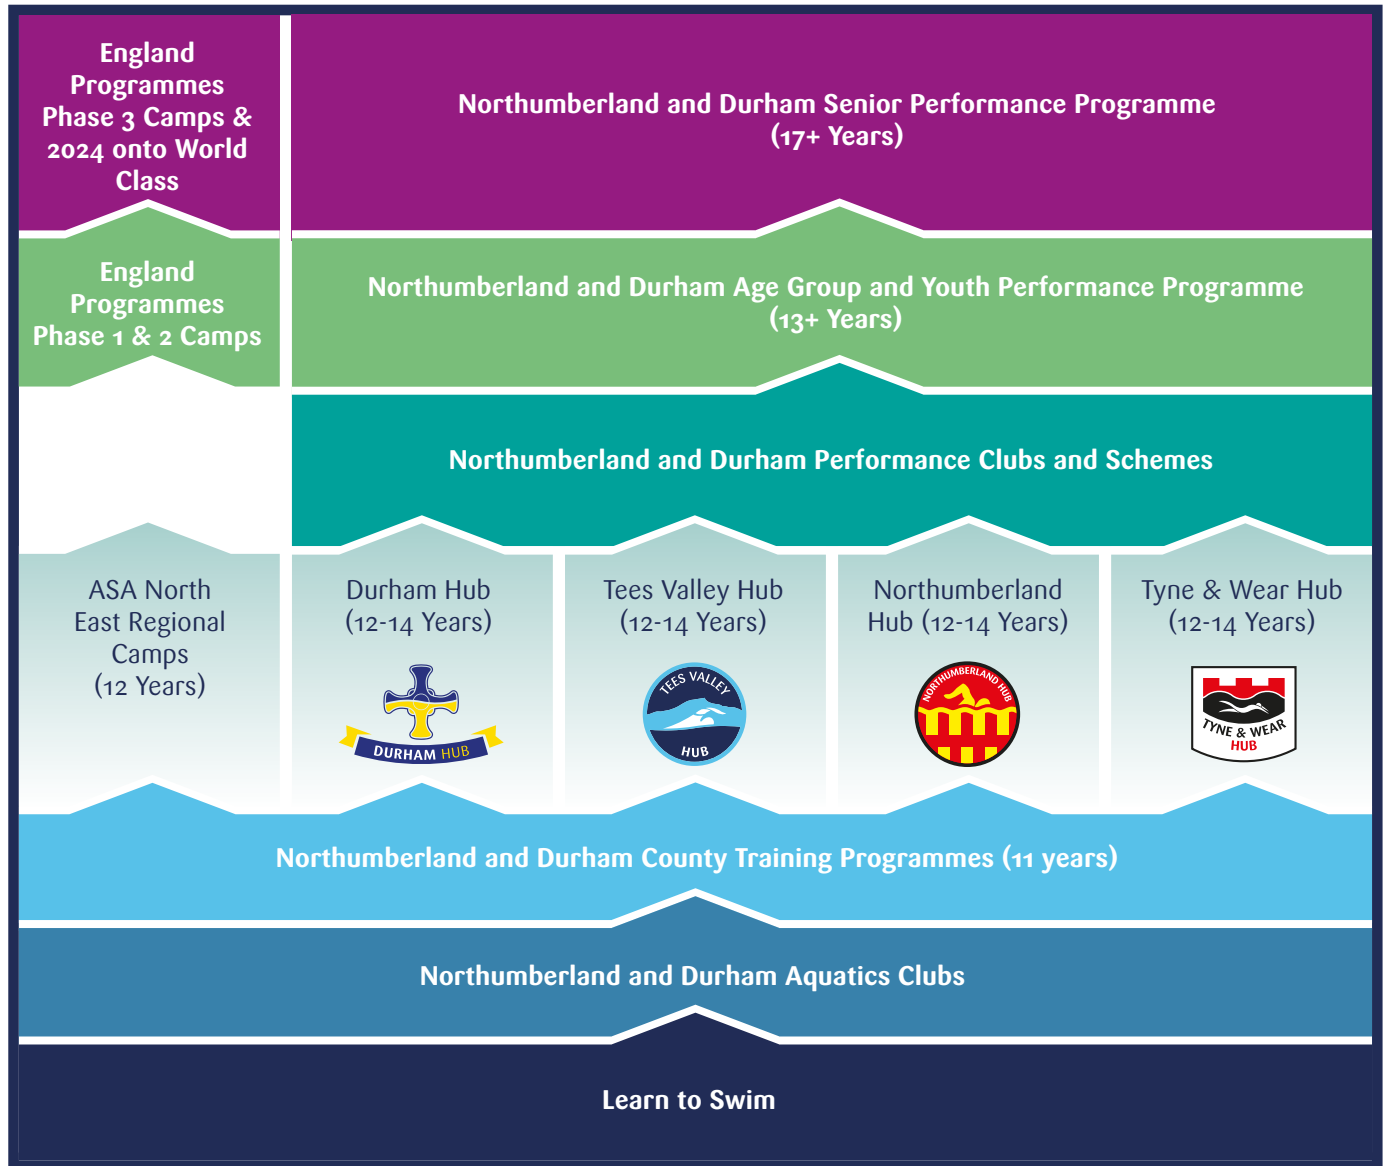 England
Programmes
Phase 3 Camps &
2024 onto World
Class
Northumberland and Durham Senior Performance Programme
(17+ Years)
England
Programmes
Phase 1 & 2 Camps
Northumberland and Durham Age Group and Youth Performance Programme
(13+ Years)
Northumberland and Durham Performance Clubs and Schemes
ASA North
East Regional
Camps
(12 Years)
Durham Hub
(12-14 Years)
DURHAM HUB
Tees Valley Hub
(12-14 Years)
TEES VALLEY
HUB
Northumberland
Hub (12-14 Years)
NORTHUMBERLAND HUB
Tyne & Wear Hub
(12-14 Years)
TYNE & WEAR
HUB
Northumberland and Durham County Training Programmes (11 years)
Northumberland and Durham Aquatics Clubs
Learn to Swim